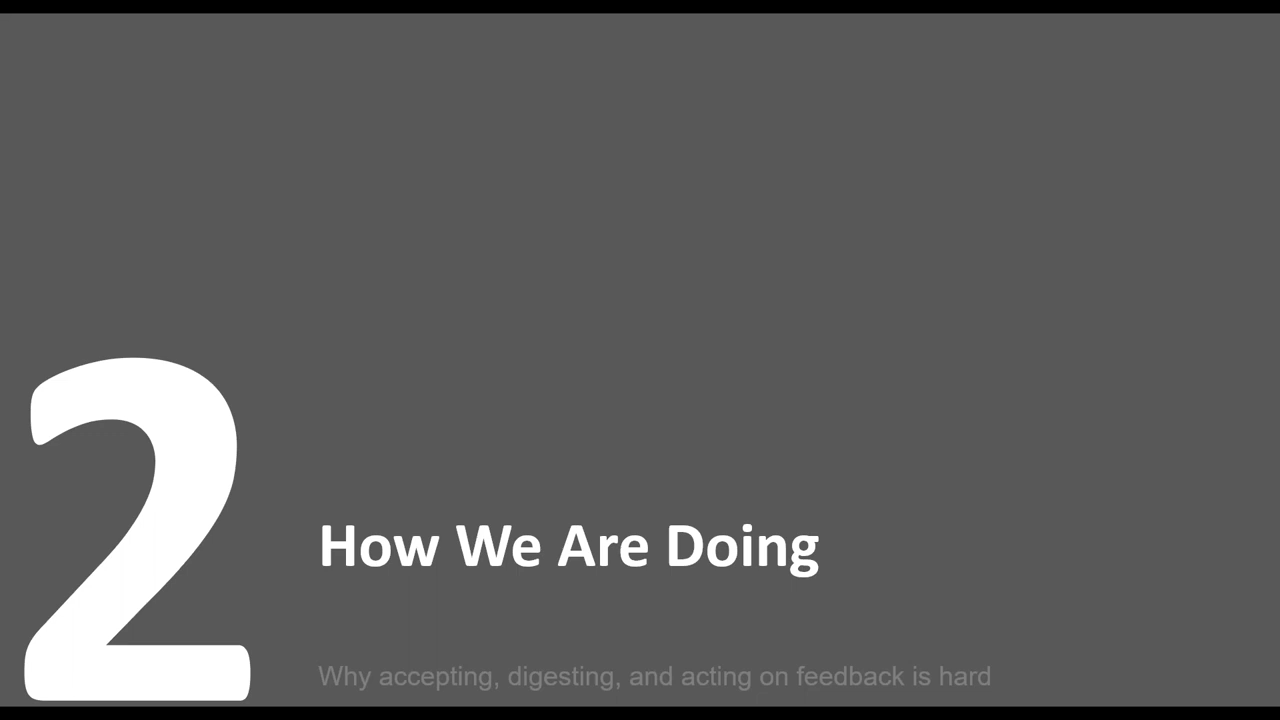 2
How We Are Doing
Why accepting, digesting, and acting on feedback is hard